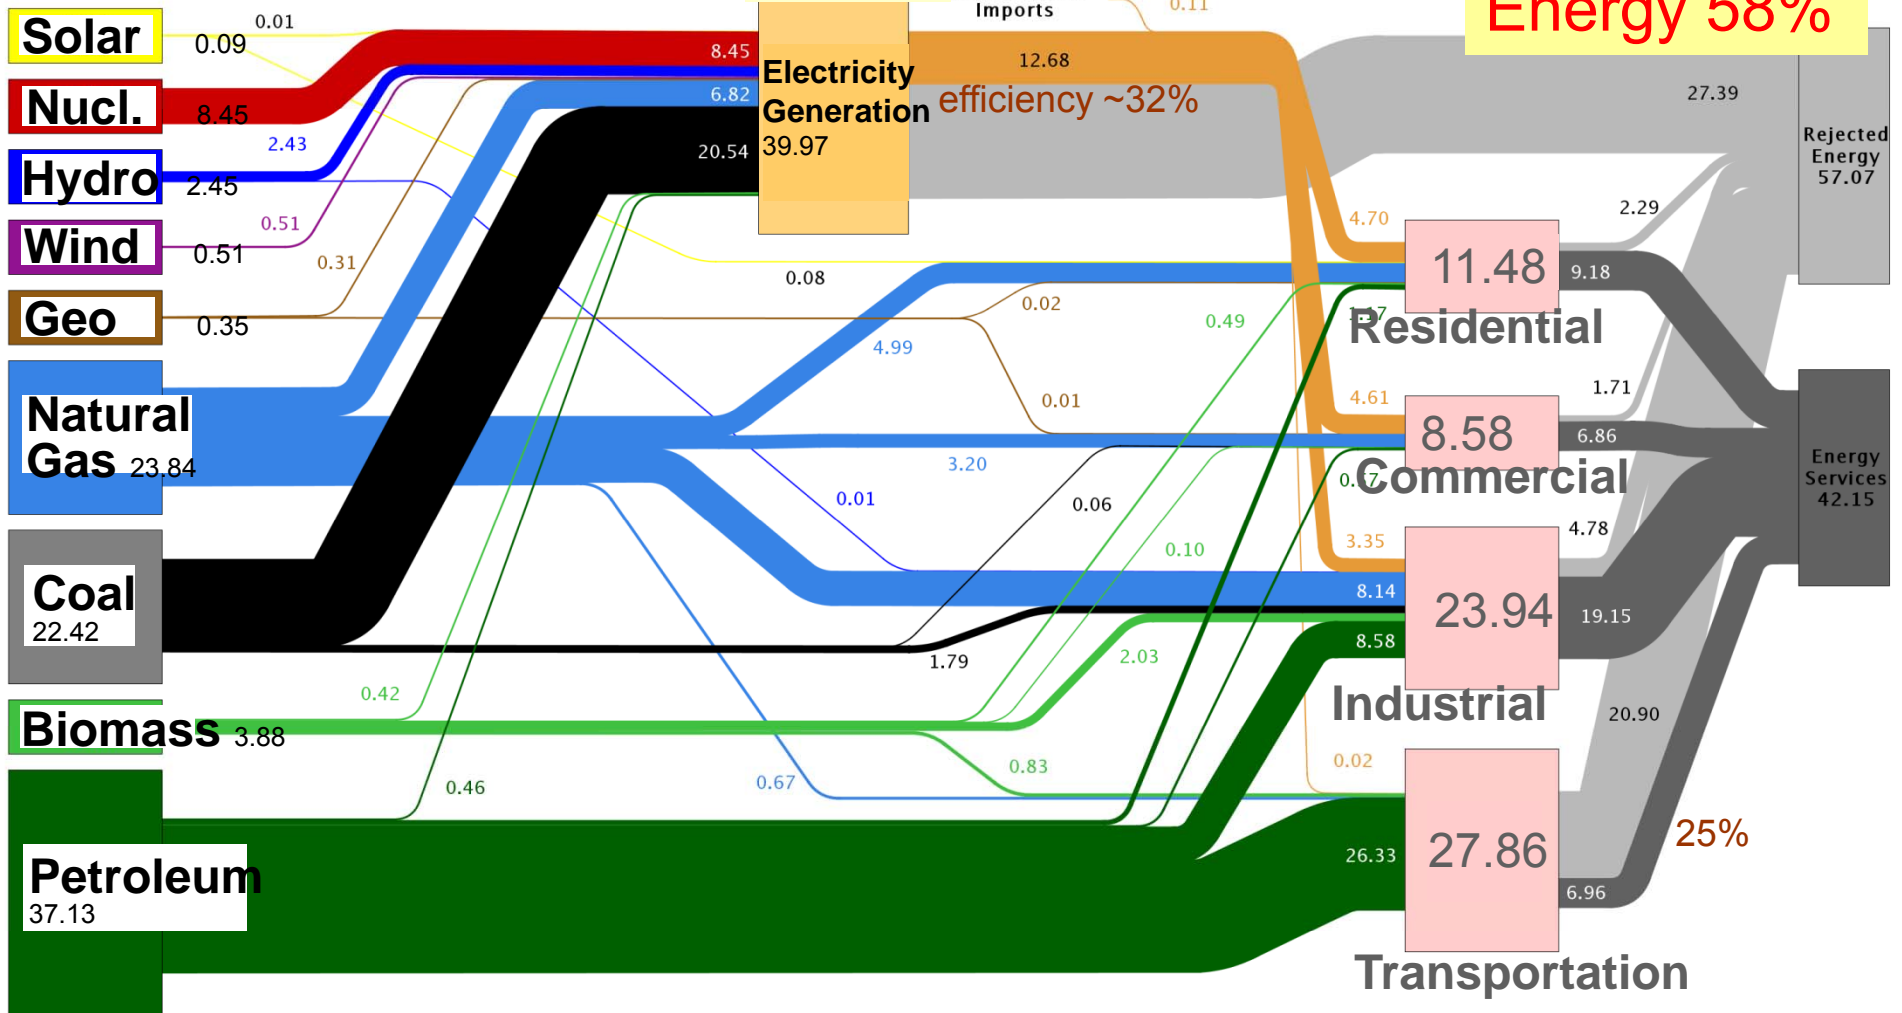 Energy 58%
Imports
0.11
Solar
0.01
0.09
Nucl.
8.45
8.45
Hydro
2.43
2.45
Wind
0.51
0.51
Geo
0.31
0.35
Natural
Gas 23.84
Coal
22.42
Biomass 3.88
0.42
Petroleum
37.13
0.46
6.82
20.54
Electricity
Generation
39.97
12.68
efficiency ~32%
27.39
Rejected
Energy
57.07
0.08
0.02
4.99
0.01
3.20
0.01
0.06
0.49
0.10
1.79
2.03
0.83
0.67
4.70
1.17
11.48
Residential
2.29
9.18
4.61
0.57
8.58
Commercial
1.71
6.86
Energy
Services
42.15
3.35
8.14
8.58
23.94
Industrial
4.78
19.15
20.90
0.02
26.33
27.86
Transportation
6.96
25%